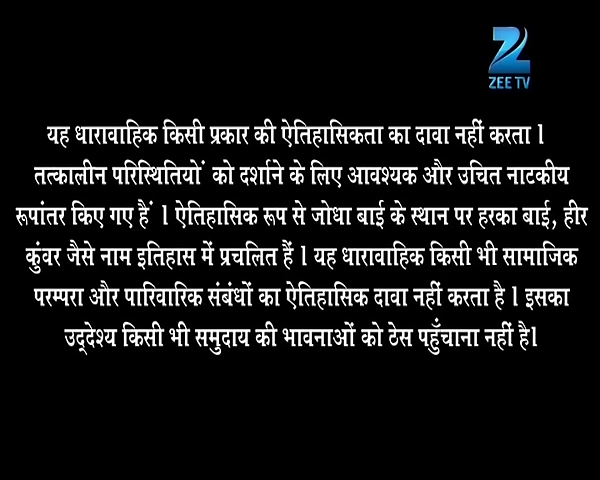 ZEE TV
यह धारावाहिक किसी प्रकार की ऐतिहासिकता का दावा नहीं करता l
तत्कालीन परिस्थितियों को दर्शाने के लिए आवश्यक और उचित नाटकीय
रूपांतर किए गए हैं l ऐतिहासिक रूप से जोधा बाई के स्थान पर हरका बाई, हीर
कुंवर जैसे नाम इतिहास में प्रचलित हैं l यह धारावाहिक किसी भी सामाजिक
परम्परा और पारिवारिक संबंधों का ऐतिहासिक दावा नहीं करता है l इसका
उद्देश्य किसी भी समुदाय की भावनाओं को ठेस पहुँचाना नहीं है।